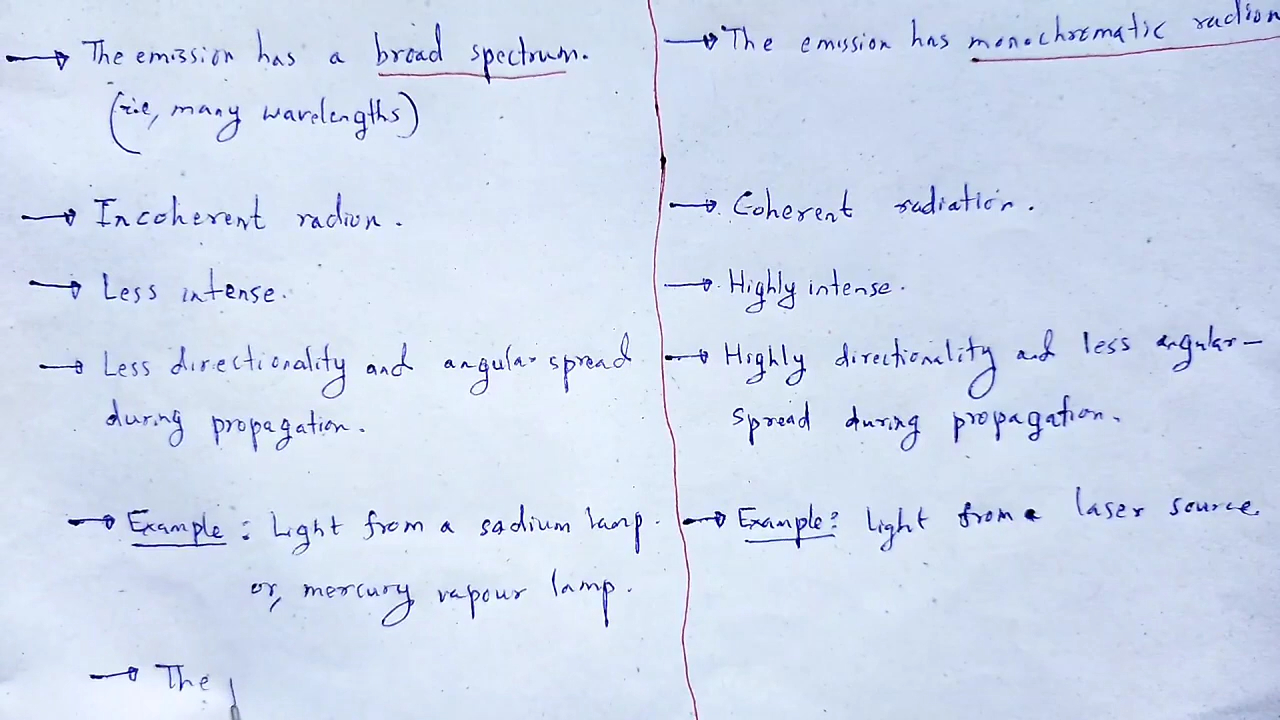 The emission has a broad spectrum.
(i.e, many wavelengths)
Incoherent radion.
Less intense.
Less directionality and angular spread
during propagation.
Example : Light from a sodium lamp.
or, mercury vapour lamp.
The
The emission has monochromatic radion
Coherent radiation.
Highly intense.
Highly directionality and less angular-
spread during propagation.
Example: Light from a laser source.